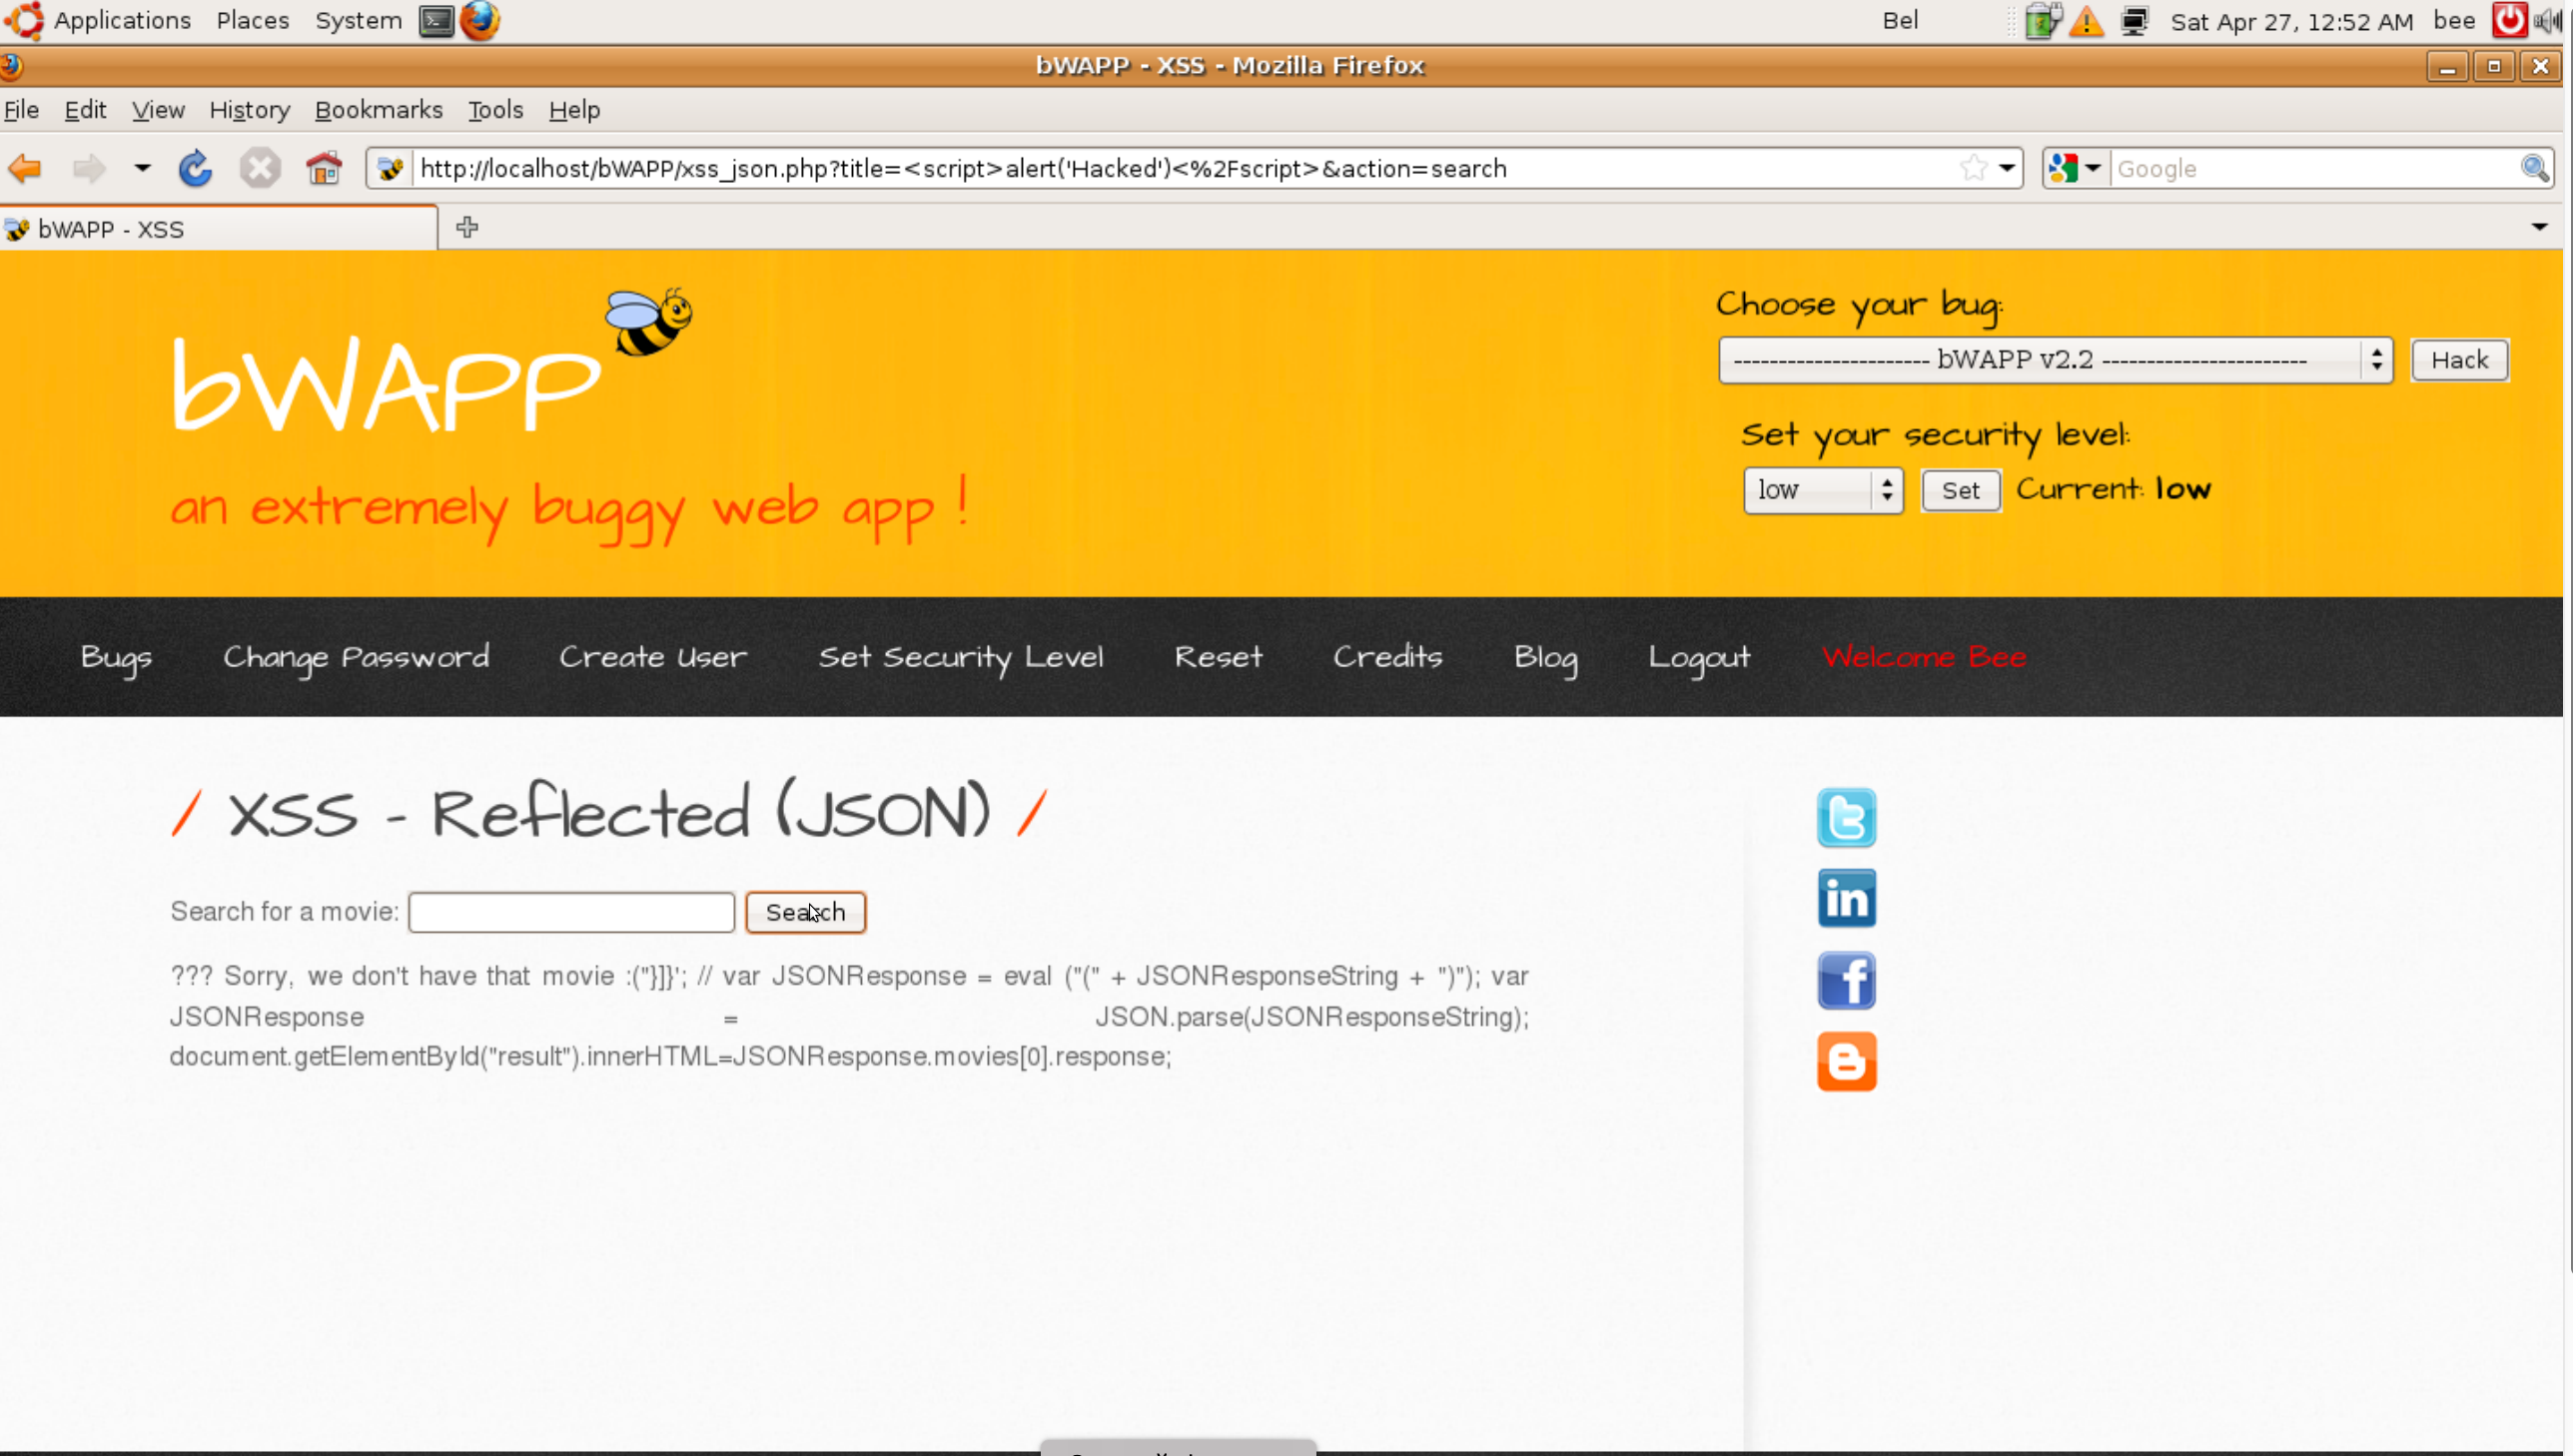 Applications Places System Bel Sat Apr 27, 12:52 AM bee
bWAPP - XSS - Mozilla Firefox
File Edit View History Bookmarks Tools Help
http://localhost/bWAPP/xss_json.php?title=<script>alert('Hacked')<%2Fscript>&action=search Google
bWAPP - XSS
bWAPP
an extremely buggy web app !
Choose your bug:
---------------------- bWAPP v2.2 ----------------------- Hack
Set your security level:
low Set Current: low
Bugs Change Password Create User Set Security Level Reset Credits Blog Logout Welcome Bee
/ XSS - Reflected (JSON) /
Search for a movie: Search
??? Sorry, we don't have that movie :("}]}'; // var JSONResponse = eval ("(" + JSONResponseString + ")"); var
JSONResponse = JSON.parse(JSONResponseString);
document.getElementById("result").innerHTML=JSONResponse.movies[0].response;